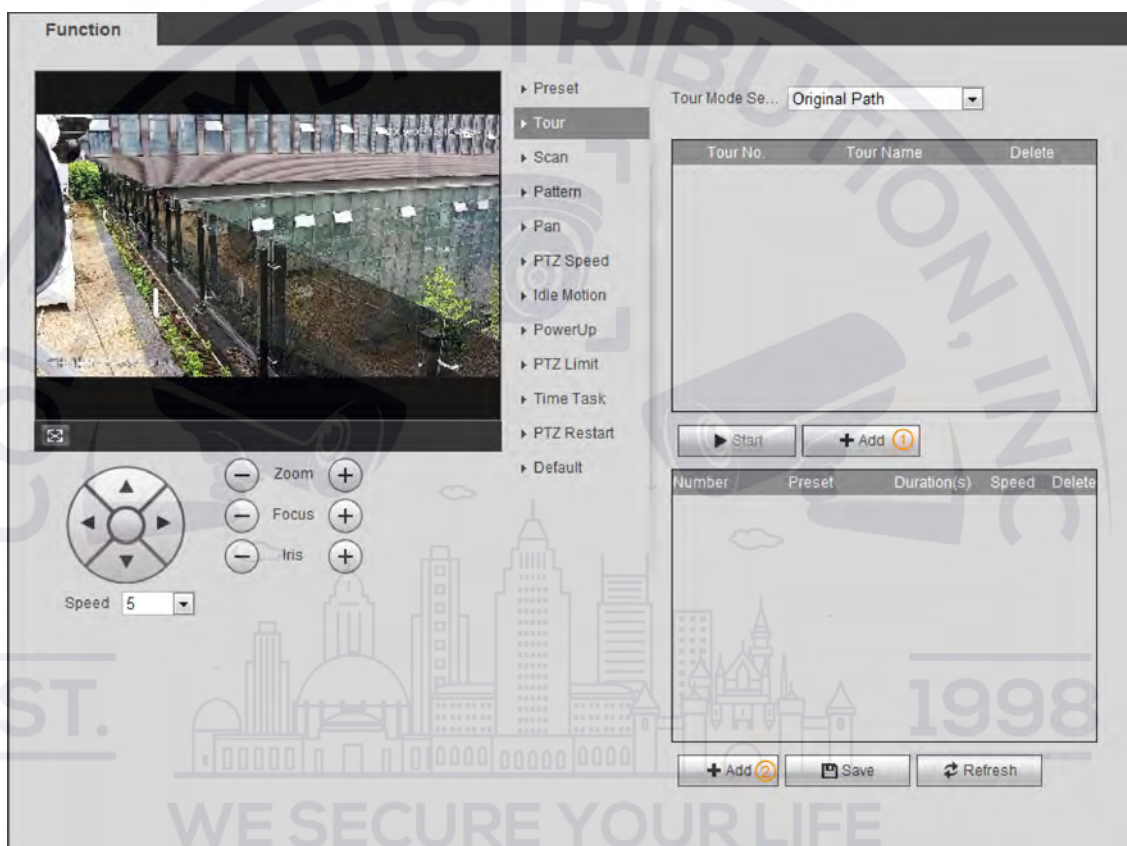 Function
Preset
Tour
Scan
Pattern
Pan
PTZ Speed
Idle Motion
PowerUp
PTZ Limit
Time Task
PTZ Restart
Default
Zoom
Focus
Iris
Speed 5
Tour Mode Se... Original Path
Tour No. Tour Name Delete
Start + Add 1
Number Preset Duration(s) Speed Delete
+ Add 2 Save Refresh
M DISTRIBUTION, INC
EST. 1998
WE SECURE YOUR LIFE